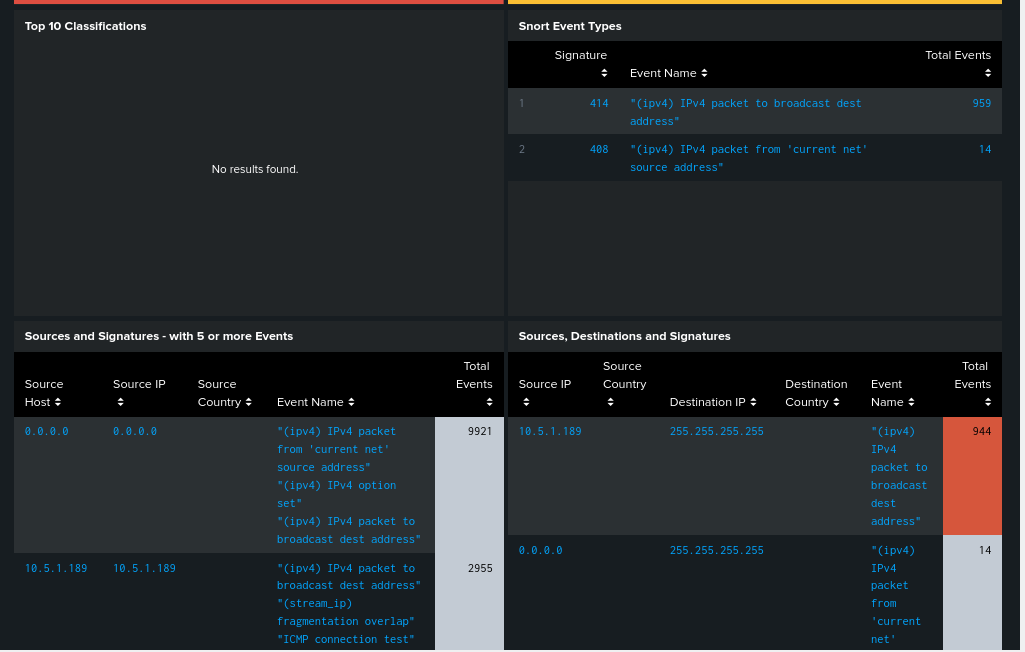 Top 10 Classifications
No results found.
Snort Event Types
Signature Event Name Total Events
1 414 "(ipv4) IPv4 packet to broadcast dest
address" 959
2 408 "(ipv4) IPv4 packet from 'current net'
source address" 14
Sources and Signatures - with 5 or more Events
Source
Host
Source IP
Source
Country
Event Name
Total
Events
0.0.0.0 0.0.0.0 "(ipv4) IPv4 packet 9921
from 'current net'
source address"
"(ipv4) IPv4 option
set"
"(ipv4) IPv4 packet to
broadcast dest address"
10.5.1.189 10.5.1.189 "(ipv4) IPv4 packet to 2955
broadcast dest address"
"(stream_ip)
fragmentation overlap"
"ICMP connection test"
Sources, Destinations and Signatures
Source IP
Source
Country
Destination IP
Destination
Country
Event
Name
Total
Events
10.5.1.189 255.255.255.255 "(ipv4) 944
IPv4
packet to
broadcast
dest
address"
0.0.0.0 255.255.255.255 "(ipv4) 14
IPv4
packet
from
'current
net'